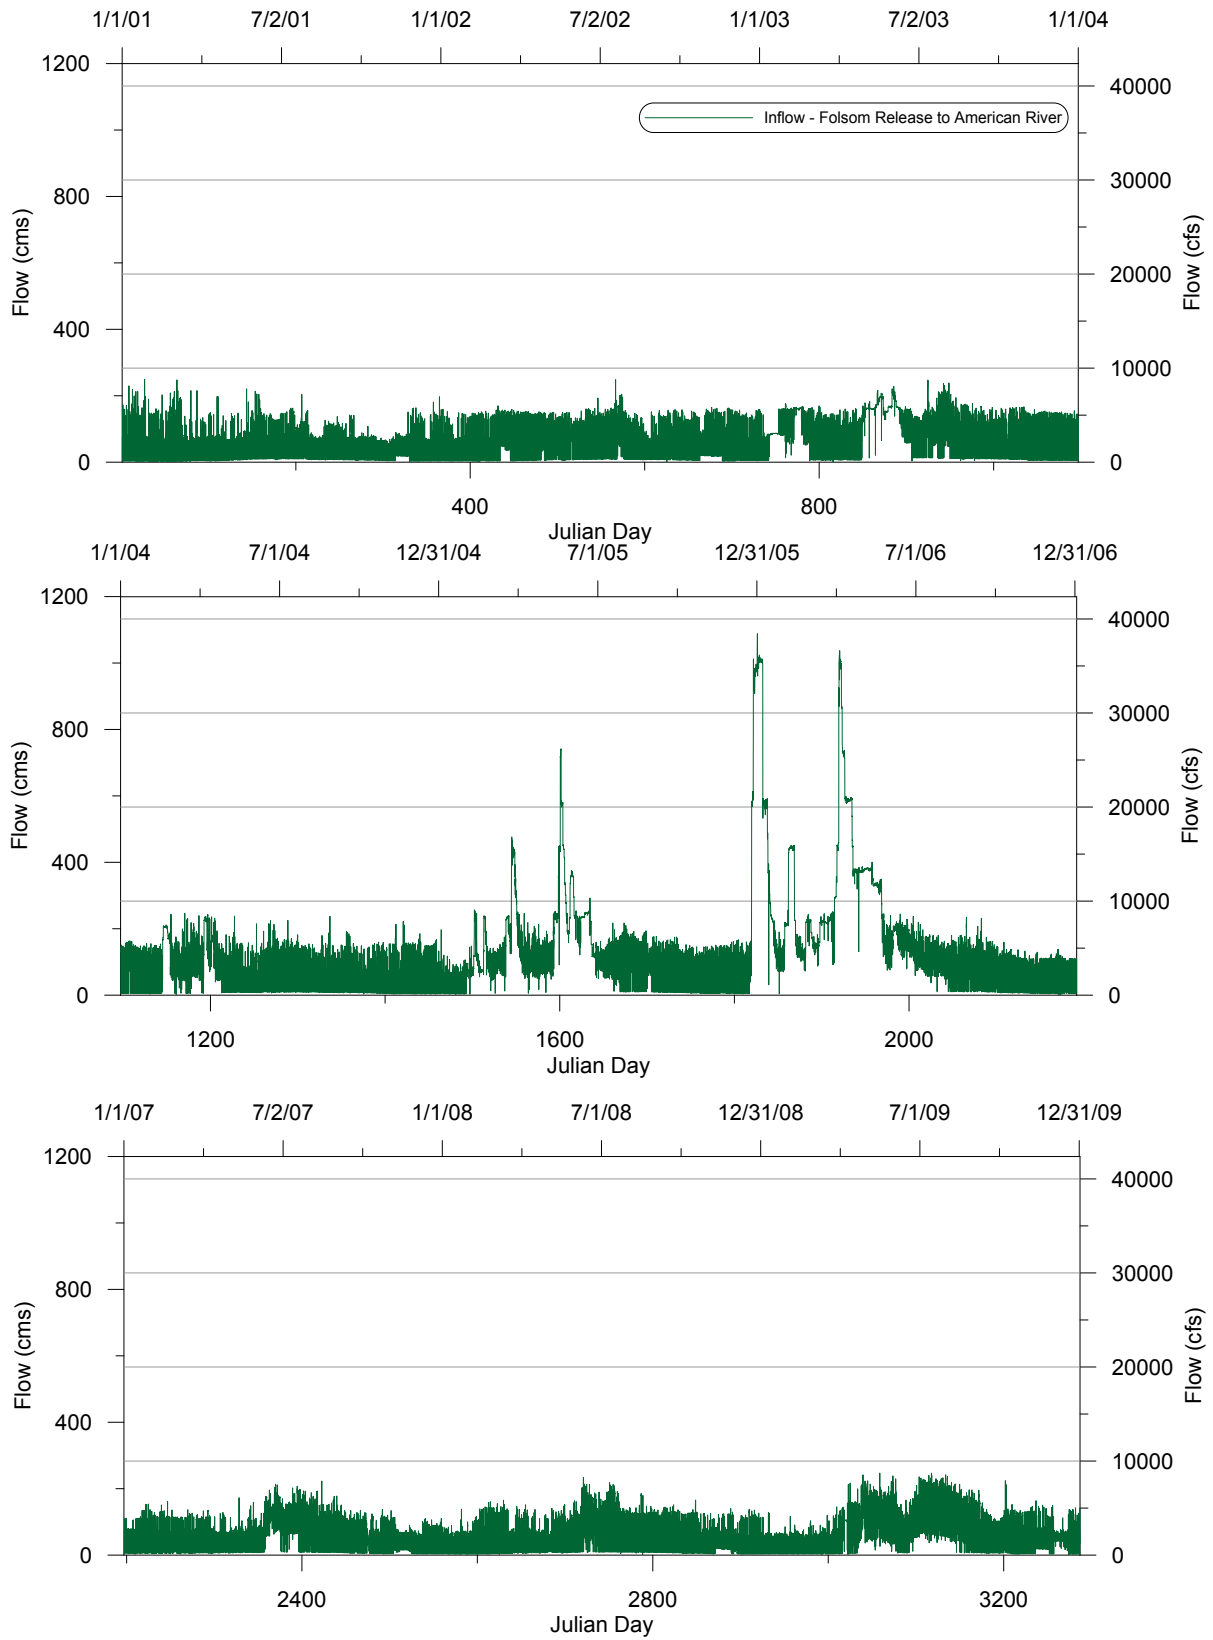 1/1/01 7/2/01 1/1/02 7/2/02 1/1/03 7/2/03 1/1/04
1200
40000
Inflow - Folsom Release to American River
30000
800
Flow (cms)
Flow (cfs)
20000
400
10000
0
0
400 800
Julian Day
1/1/04 7/1/04 12/31/04 7/1/05 12/31/05 7/1/06 12/31/06
1200
40000
30000
800
Flow (cms)
Flow (cfs)
20000
400
10000
0
0
1200 1600 2000
Julian Day
1/1/07 7/2/07 1/1/08 7/1/08 12/31/08 7/1/09 12/31/09
1200
40000
30000
800
Flow (cms)
Flow (cfs)
20000
400
10000
0
0
2400 2800 3200
Julian Day